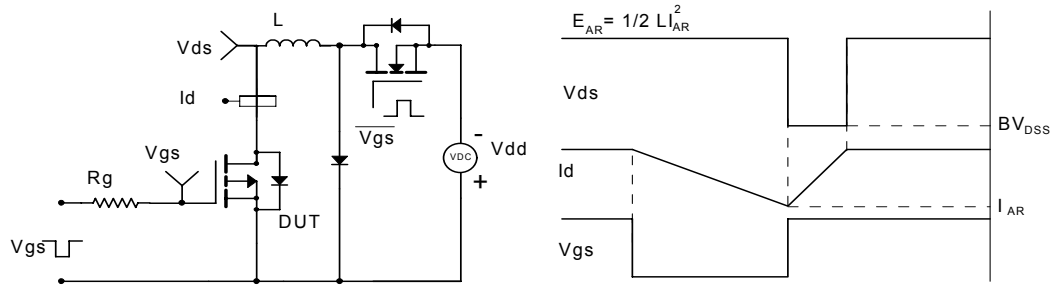 L
E_AR = 1/2 LI_AR^2
Vds
Id
Vgs
Vgs
VDC
-
+
Vdd
Rg
DUT
Vgs
Vds
BV_DSS
Id
I_AR
Vgs